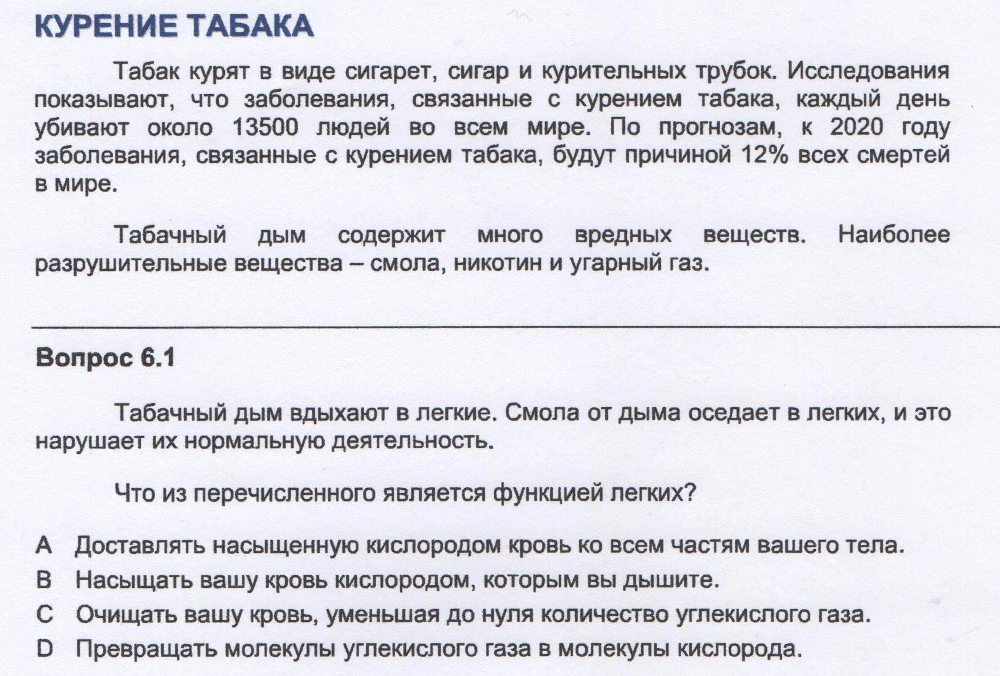 КУРЕНИЕ ТАБАКА
Табак курят в виде сигарет, сигар и курительных трубок. Исследования
показывают, что заболевания, связанные с курением табака, каждый день
убивают около 13500 людей во всем мире. По прогнозам, к 2020 году
заболевания, связанные с курением табака, будут причиной 12% всех смертей
в мире.
Табачный дым содержит много вредных веществ. Наиболее
разрушительные вещества – смола, никотин и угарный газ.
Вопрос 6.1
Табачный дым вдыхают в легкие. Смола от дыма оседает в легких, и это
нарушает их нормальную деятельность.
Что из перечисленного является функцией легких?
A Доставлять насыщенную кислородом кровь ко всем частям вашего тела.
B Насыщать вашу кровь кислородом, которым вы дышите.
C Очищать вашу кровь, уменьшая до нуля количество углекислого газа.
D Превращать молекулы углекислого газа в молекулы кислорода.